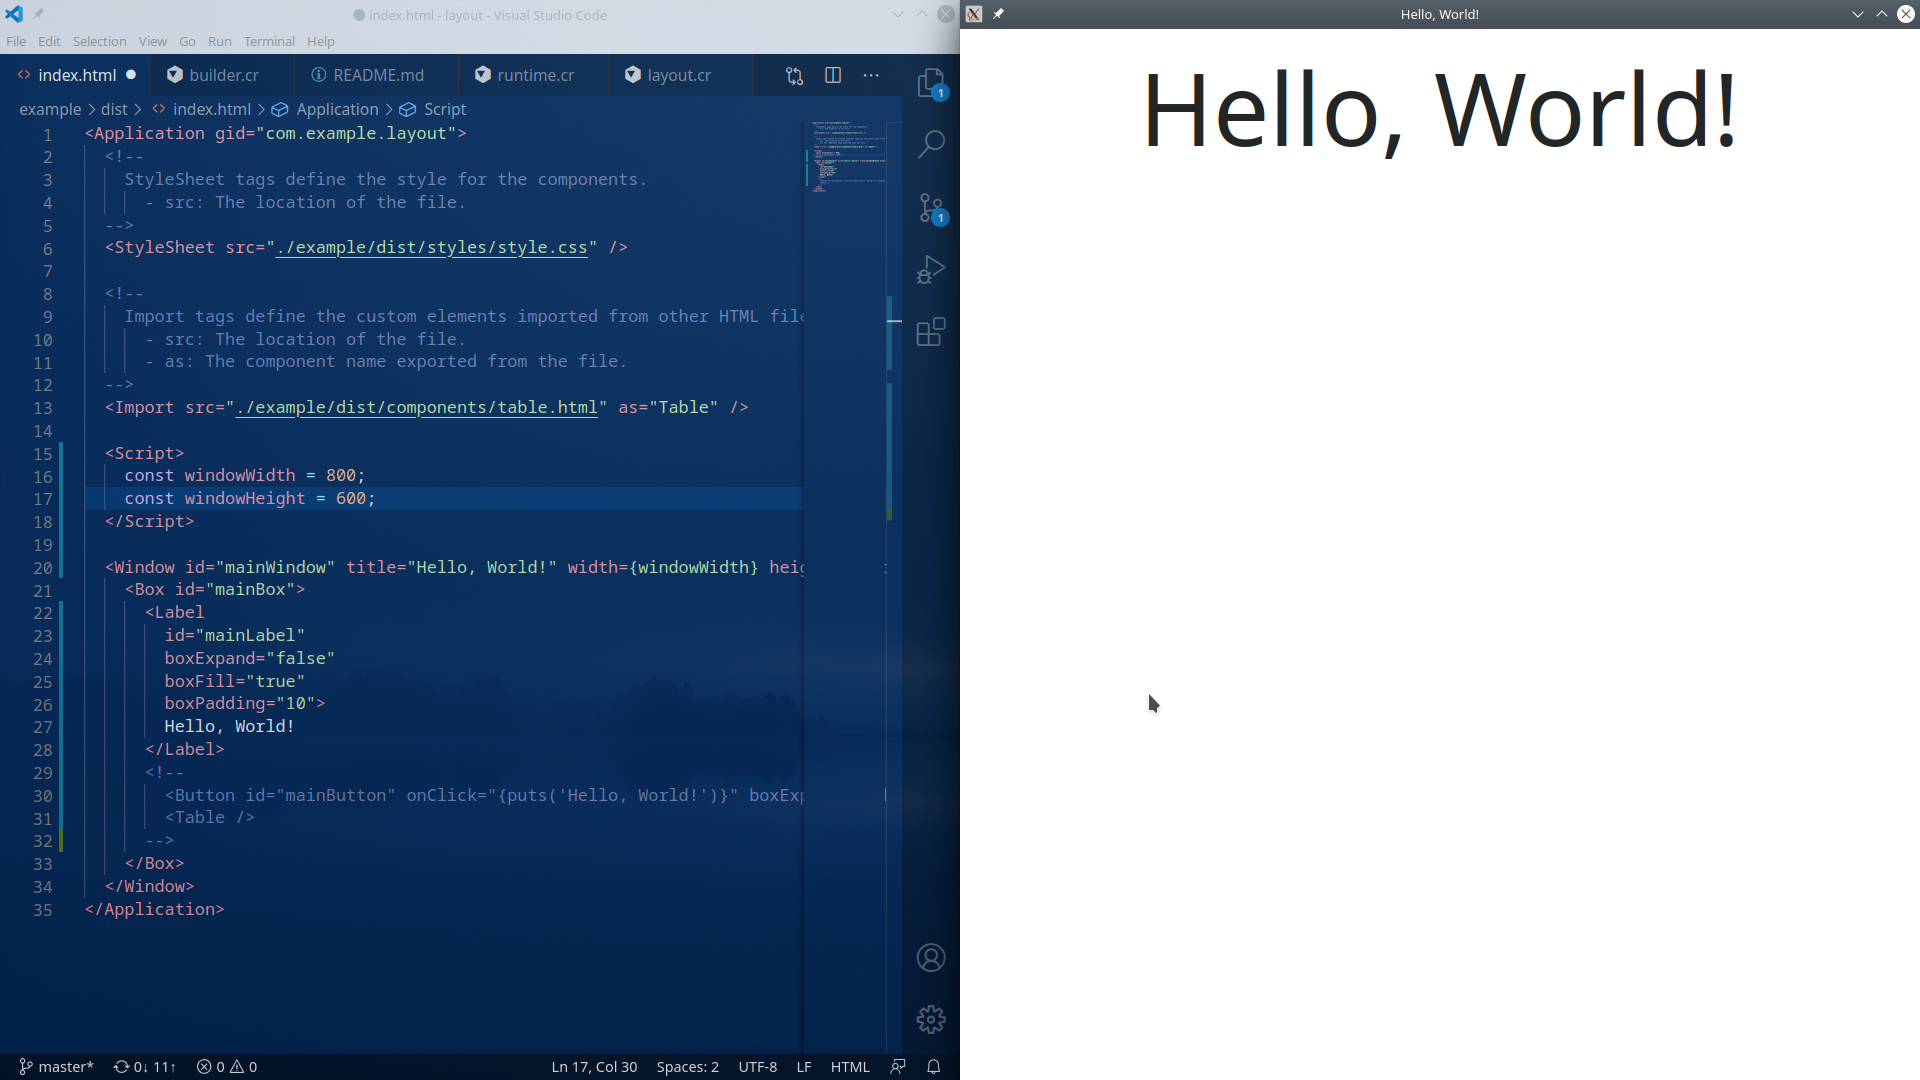 index.html - layout - Visual Studio Code
File Edit Selection View Go Run Terminal Help
index.html builder.cr README.md runtime.cr layout.cr
example > dist > index.html > Application > Script
1 <Application gid="com.example.layout">
2 <!--
3 StyleSheet tags define the style for the components.
4 - src: The location of the file.
5 -->
6 <StyleSheet src="./example/dist/styles/style.css" />
7
8 <!--
9 Import tags define the custom elements imported from other HTML file
10 - src: The location of the file.
11 - as: The component name exported from the file.
12 -->
13 <Import src="./example/dist/components/table.html" as="Table" />
14
15 <Script>
16 const windowWidth = 800;
17 const windowHeight = 600;
18 </Script>
19
20 <Window id="mainWindow" title="Hello, World!" width={windowWidth} heig
21 <Box id="mainBox">
22 <Label
23 id="mainLabel"
24 boxExpand="false"
25 boxFill="true"
26 boxPadding="10">
27 Hello, World!
28 </Label>
29 <!--
30 <Button id="mainButton" onClick="{puts('Hello, World!')}" boxExp
31 <Table />
32 -->
33 </Box>
34 </Window>
35 </Application>
1
1
master* 0↓ 11↑ 0 0 Ln 17, Col 30 Spaces: 2 UTF-8 LF HTML
Hello, World!
Hello, World!